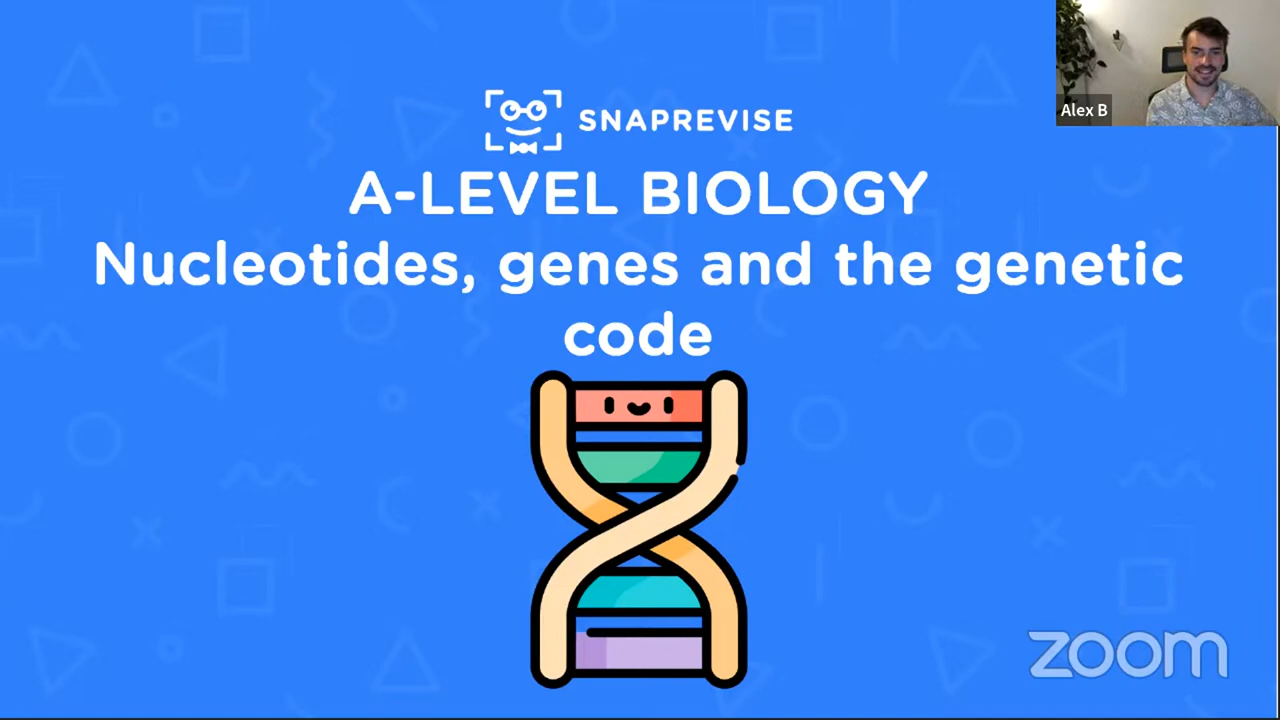 SNAPREVISE
A-LEVEL BIOLOGY
Nucleotides, genes and the genetic
code
Alex B
zoom